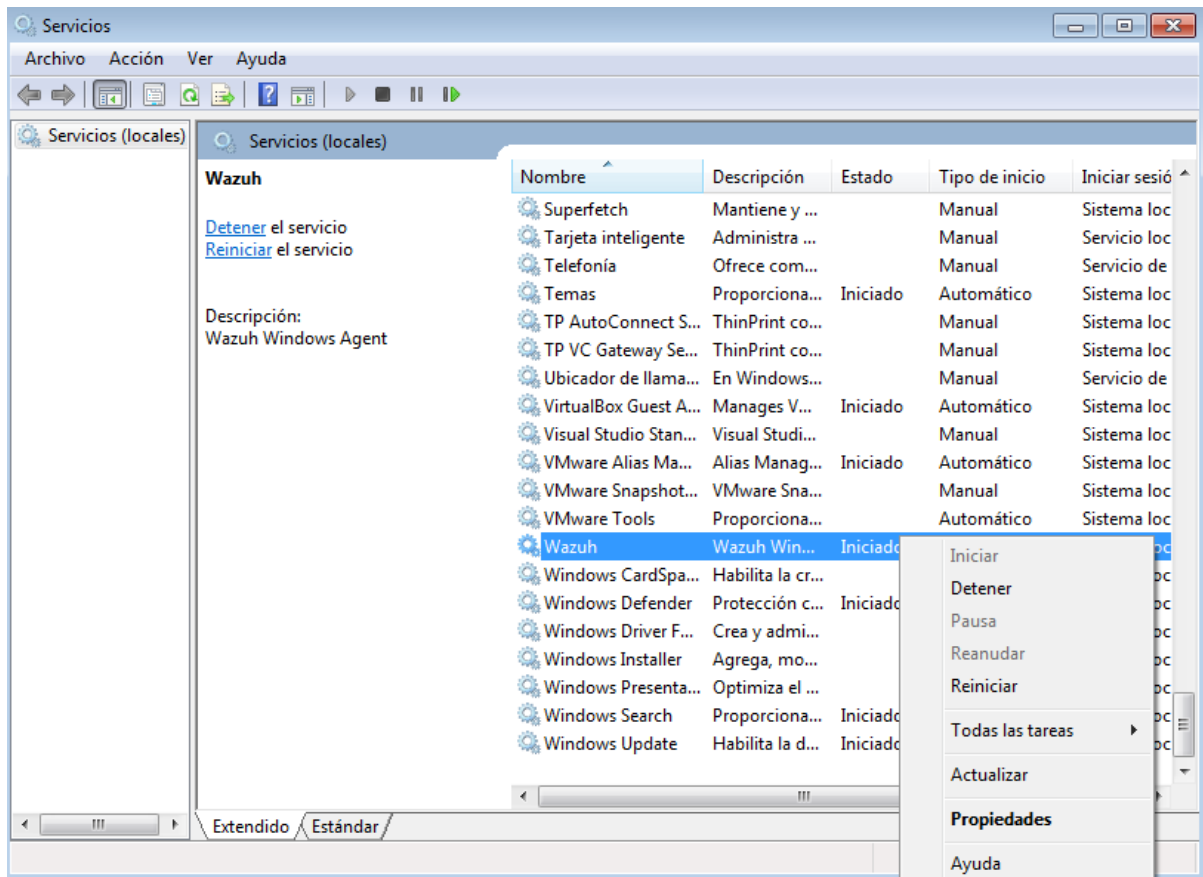 Servicios
Archivo Acción Ver Ayuda
Servicios (locales)
Servicios (locales)
Wazuh
Detener el servicio
Reiniciar el servicio
Descripción:
Wazuh Windows Agent
Nombre Descripción Estado Tipo de inicio Iniciar sesió
Superfetch Mantiene y ... Manual Sistema loc
Tarjeta inteligente Administra ... Manual Servicio loc
Telefonía Ofrece com... Manual Servicio de
Temas Proporciona... Iniciado Automático Sistema loc
TP AutoConnect S... ThinPrint co... Manual Sistema loc
TP VC Gateway Se... ThinPrint co... Manual Sistema loc
Ubicador de llama... En Windows... Manual Servicio de
VirtualBox Guest A... Manages V... Iniciado Automático Sistema loc
Visual Studio Stan... Visual Studi... Manual Sistema loc
VMware Alias Ma... Alias Manag... Iniciado Automático Sistema loc
VMware Snapshot... VMware Sna... Manual Sistema loc
VMware Tools Proporciona... Automático Sistema loc
Wazuh Wazuh Win... Iniciado oc
Windows CardSpa... Habilita la cr... oc
Windows Defender Protección c... Iniciado oc
Windows Driver F... Crea y admi... oc
Windows Installer Agrega, mo... oc
Windows Presenta... Optimiza el ... oc
Windows Search Proporciona... Iniciado oc
Windows Update Habilita la d... Iniciado oc
Iniciar
Detener
Pausa
Reanudar
Reiniciar
Todas las tareas
Actualizar
Propiedades
Ayuda
Extendido Estándar